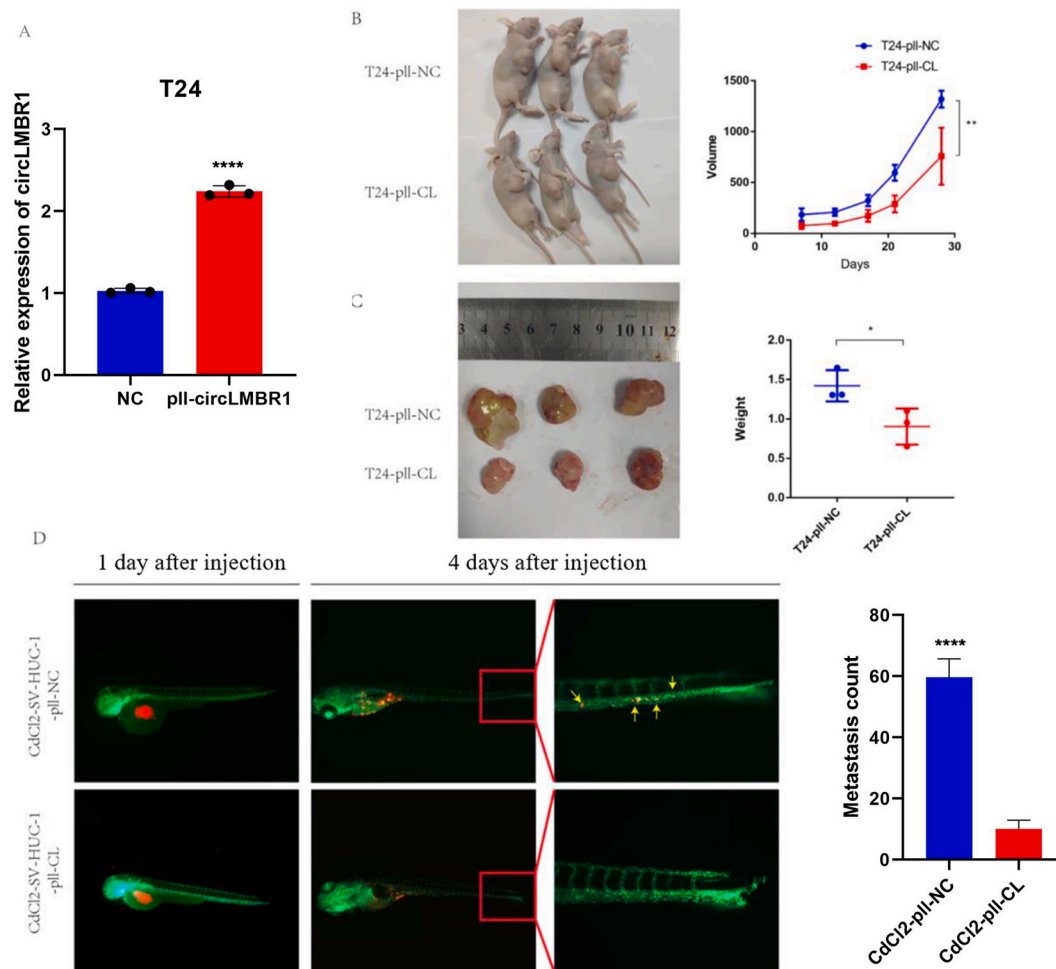 A
T24
Relative expression of circLMBR1
3
2
1
0
****
NC
pll-circLMBR1
B
T24-pll-NC
T24-pll-CL
T24-pll-NC
T24-pll-CL
Volume
1500
1000
500
0
0
10
20
30
Days
**
C
3 4 5 6 7 8 9 10 11 12
T24-pll-NC
T24-pll-CL
Weight
2.0
1.5
1.0
0.5
0.0
*
T24-pll-NC
T24-pll-CL
D
1 day after injection
4 days after injection
CdCl2-SV-HUC-1
-pll-NC
CdCl2-SV-HUC-1
-pll-CL
Metastasis count
80
60
40
20
0
****
CdCl2-pll-NC
CdCl2-pll-CL